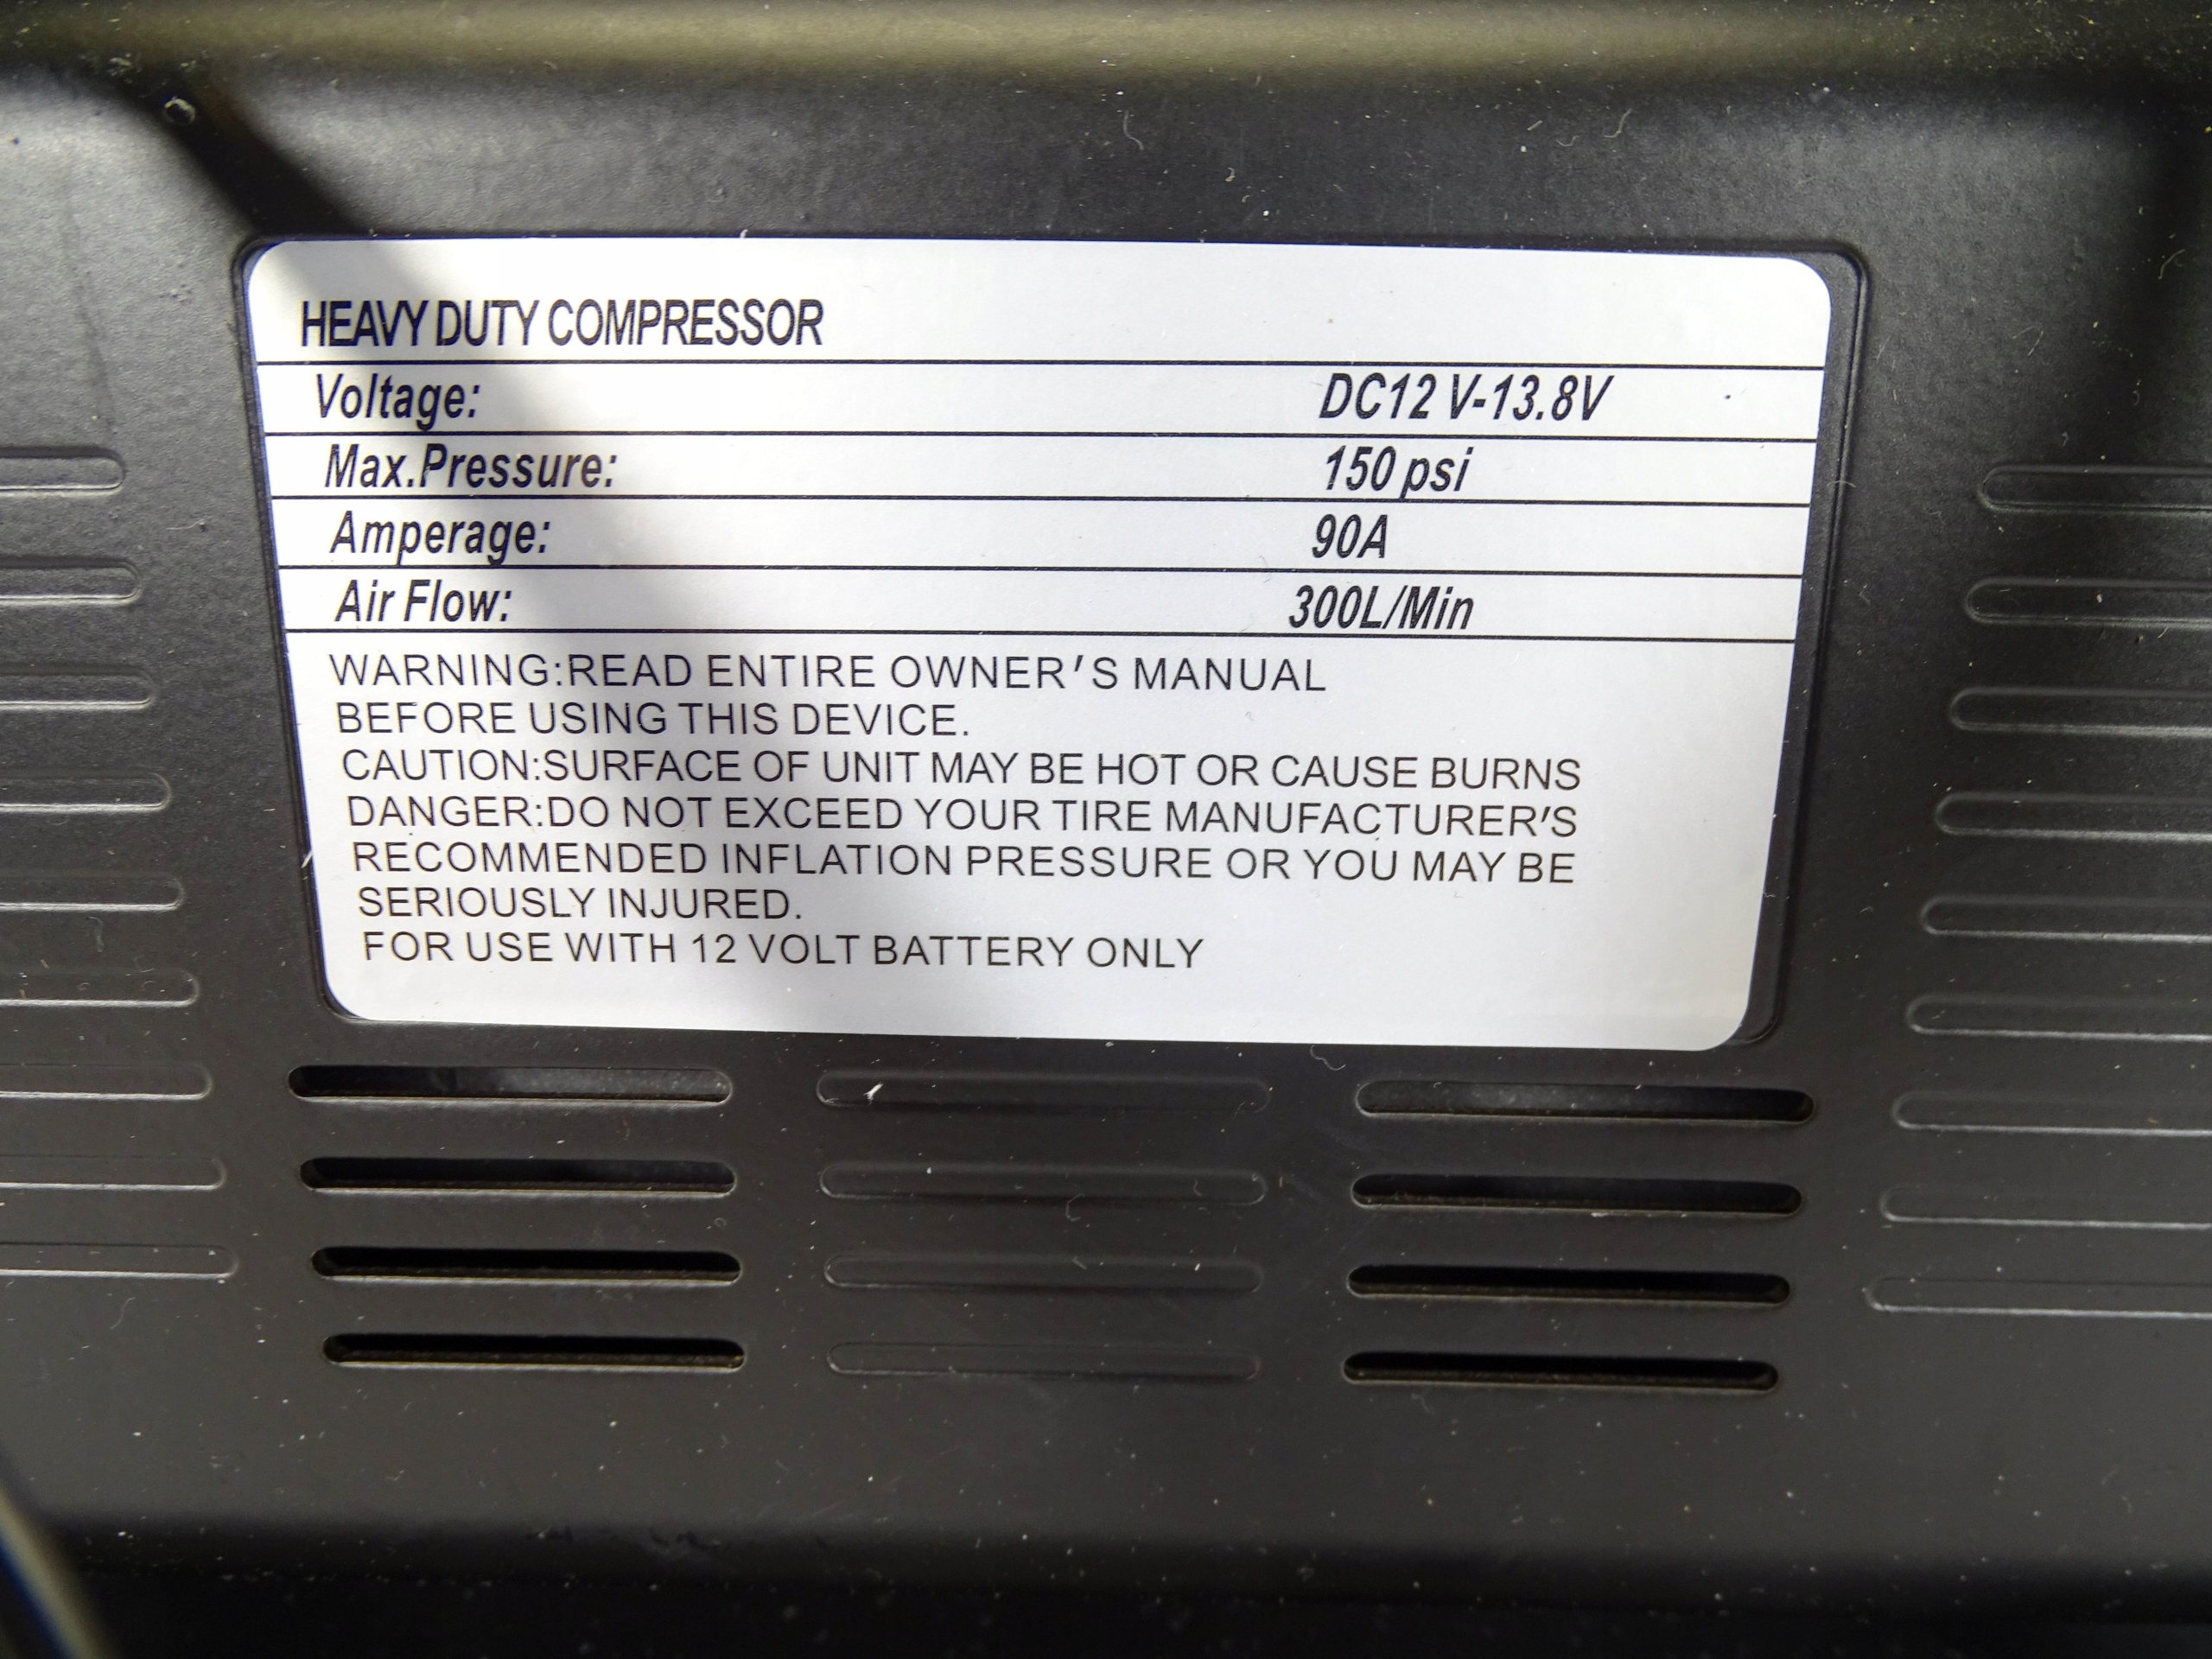 HEAVY DUTY COMPRESSOR
Voltage: DC12 V-13.8V
Max.Pressure: 150 psi
Amperage: 90A
Air Flow: 300L/Min
WARNING:READ ENTIRE OWNER'S MANUAL
BEFORE USING THIS DEVICE.
CAUTION:SURFACE OF UNIT MAY BE HOT OR CAUSE BURNS
DANGER:DO NOT EXCEED YOUR TIRE MANUFACTURER'S
RECOMMENDED INFLATION PRESSURE OR YOU MAY BE
SERIOUSLY INJURED.
FOR USE WITH 12 VOLT BATTERY ONLY